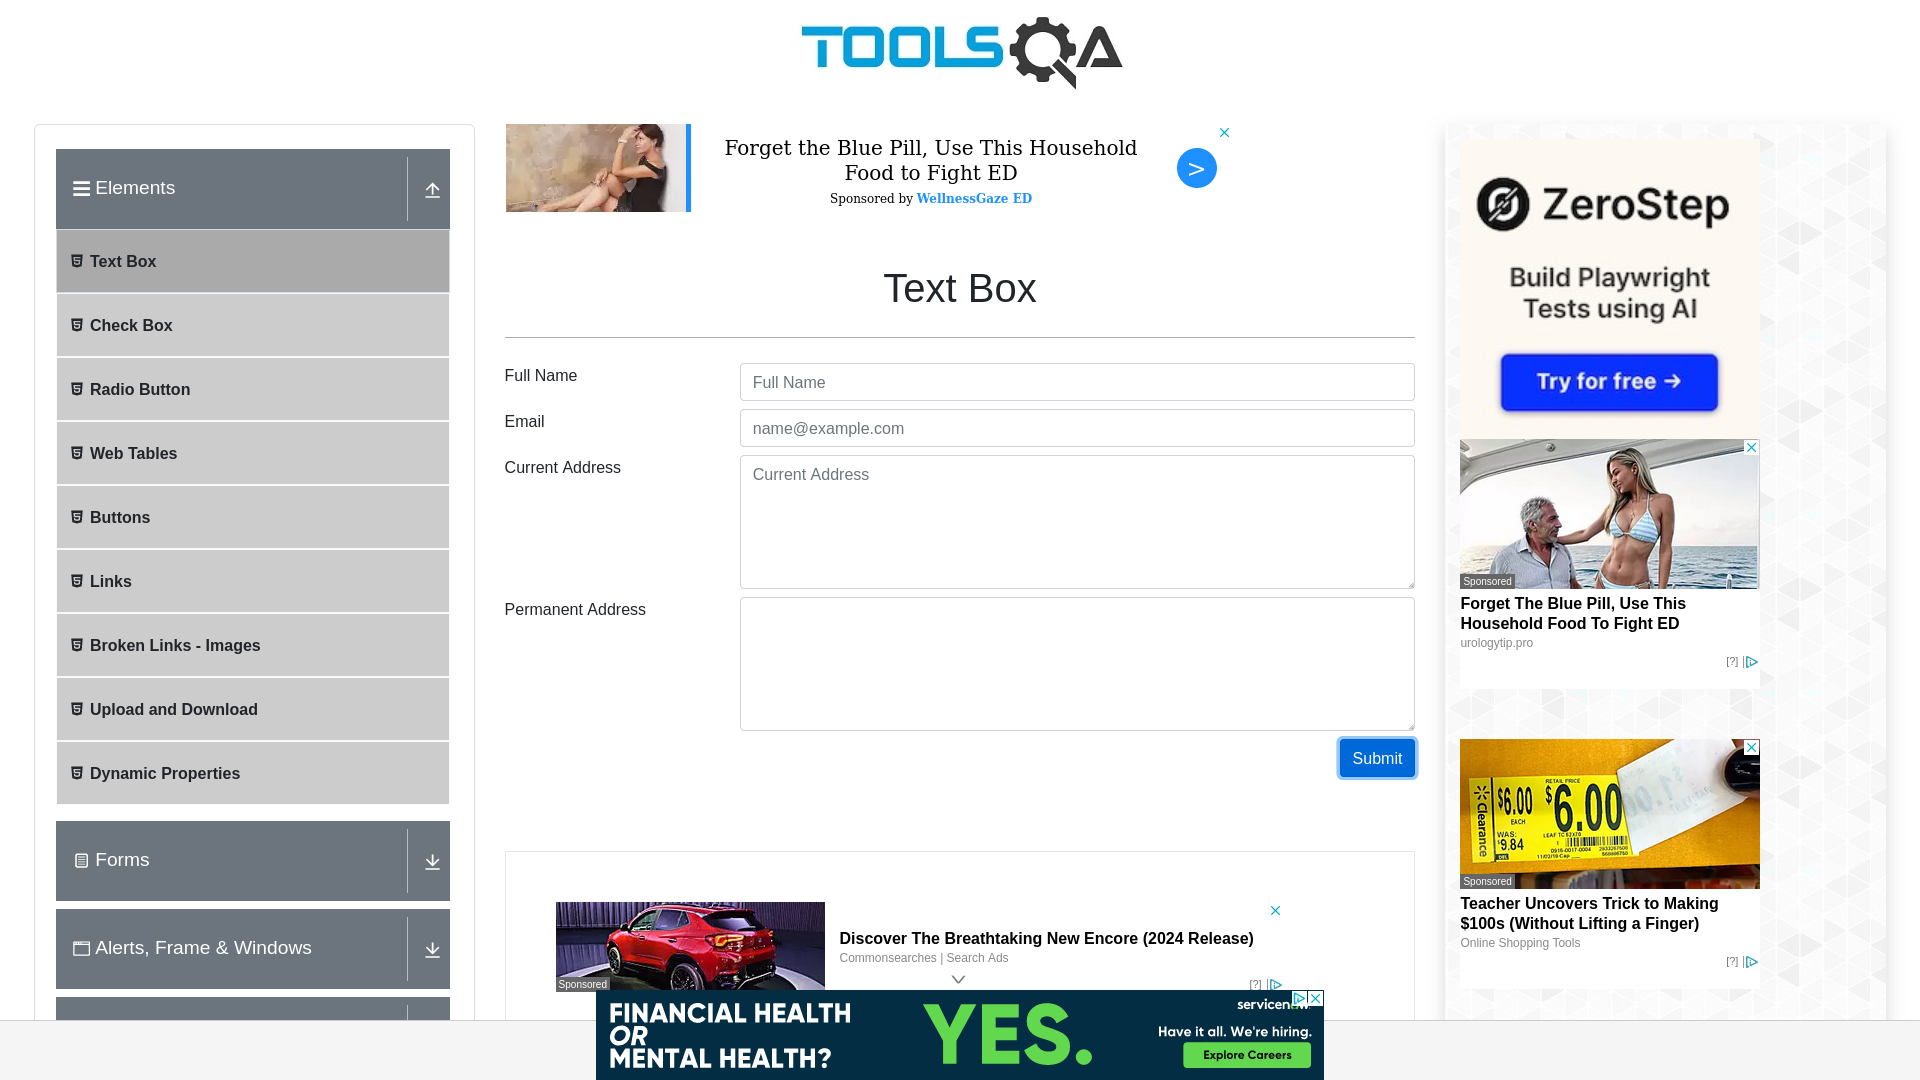 TOOLSQA
Elements
Text Box
Check Box
Radio Button
Web Tables
Buttons
Links
Broken Links - Images
Upload and Download
Dynamic Properties
Forms
Alerts, Frame & Windows
Forget the Blue Pill, Use This Household
Food to Fight ED
Sponsored by WellnessGaze ED
>
Text Box
Full Name
Full Name
Email
name@example.com
Current Address
Current Address
Permanent Address
Submit
Sponsored
Discover The Breathtaking New Encore (2024 Release)
Commonsearches | Search Ads
[?]
FINANCIAL HEALTH
OR
MENTAL HEALTH?
YES.
servicenow
Have it all. We're hiring.
Explore Careers
ZeroStep
Build Playwright
Tests using AI
Try for free →
Sponsored
Forget The Blue Pill, Use This
Household Food To Fight ED
urologytip.pro
[?]
Clearance
RETAIL PRICE
$6.00
EACH
WAS:
$9.84
$6.00
Sponsored
Teacher Uncovers Trick to Making
$100s (Without Lifting a Finger)
Online Shopping Tools
[?]